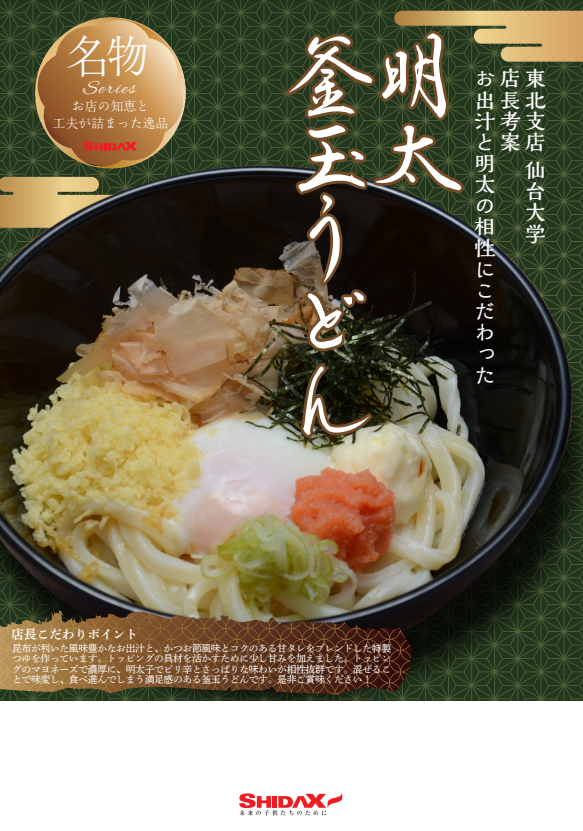 名物
Series
お店の知恵と
工夫が詰まった逸品
SHIDAX
東北支店 仙台大学
店長考案
お出汁と明太の相性にこだわった
明太
釜玉うどん
店長こだわりポイント
昆布が利いた風味豊かなお出汁と、かつお節風味とコクのある甘タレをブレンドした特製
つゆを作っています。トッピングの具材を活かすために少し甘みを加えました。トッピン
グのマヨネーズで濃厚に、明太子でピリ辛とさっぱりな味わいが相性抜群です。混ぜるこ
とで味変し、食べ進んでしまう満足感のある釜玉うどんです。是非ご賞味ください！
SHIDAX
未来の子供たちのために